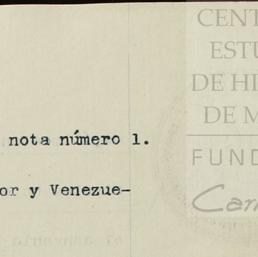 CENT
ESTU
DE HI
DE M
FUND
Car
nota número 1.
or y Venezue-